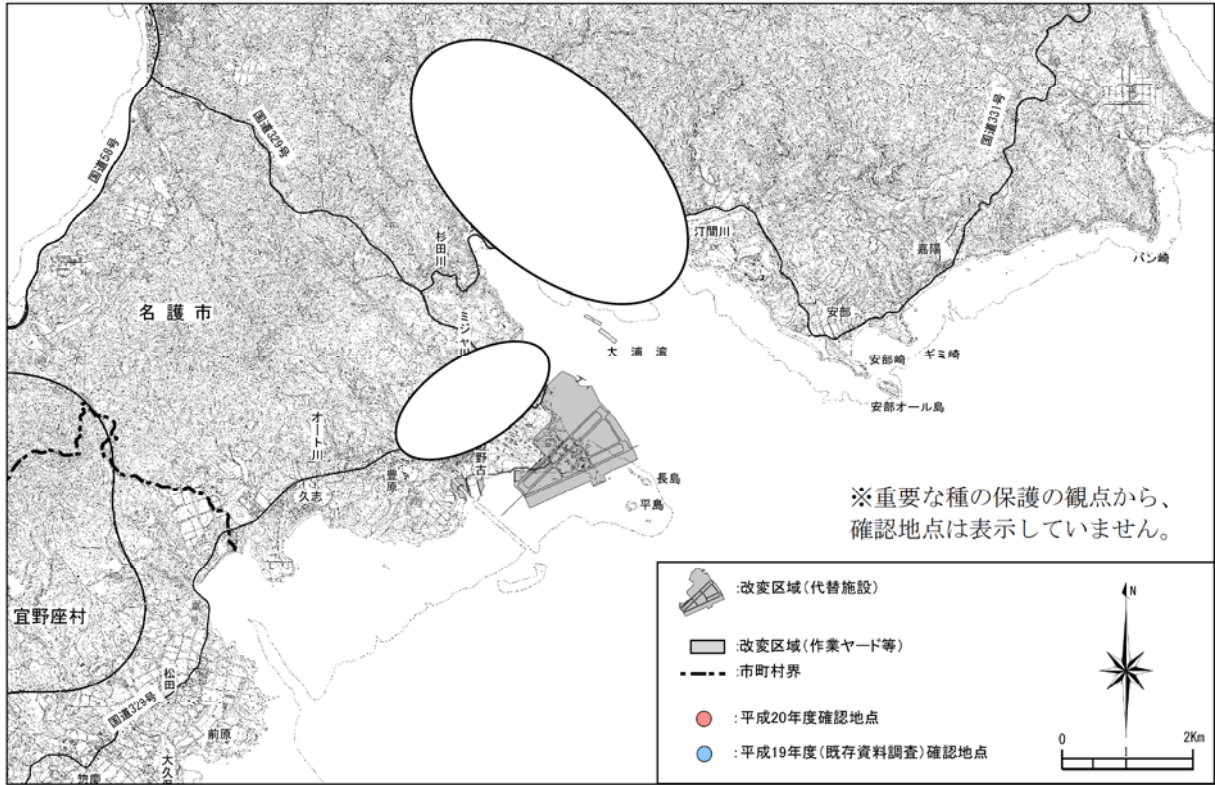 国道58号
国道329号
国道331号
杉田川
汀間川
嘉陽
バン崎
名護市
ミジャ川
安部
大浦湾
安部崎
ギミ崎
安部オール島
オート川
野古
豊原
久志
長島
平島
※重要な種の保護の観点から、
確認地点は表示していません。
宜野座村
松田
国道329号
前原
大久
惣慶
:改変区域(代替施設)
:改変区域(作業ヤード等)
:市町村界
:平成20年度確認地点
:平成19年度(既存資料調査)確認地点
N
0 2Km